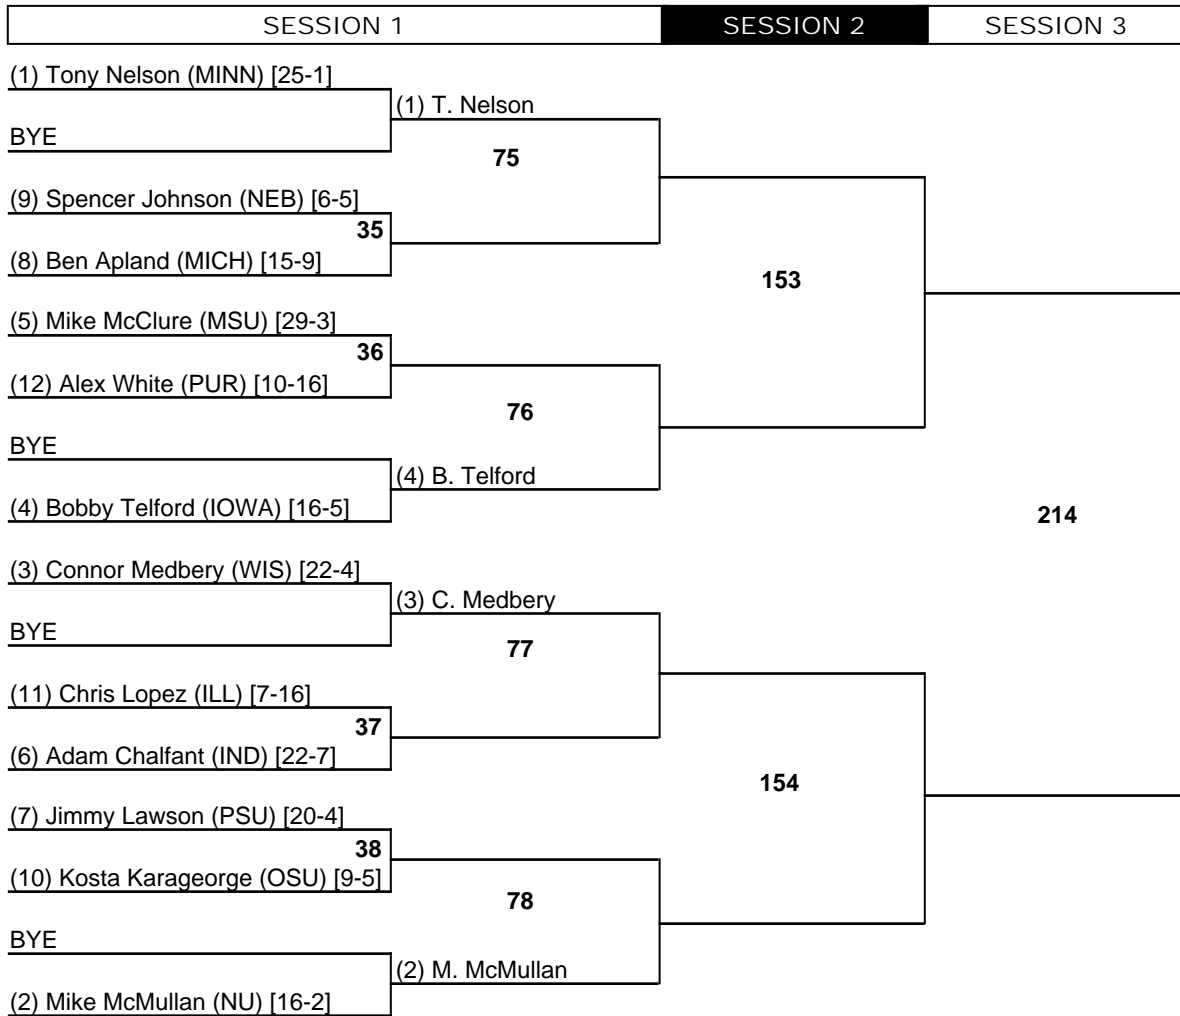 SESSION 1 SESSION 2 SESSION 3
(1) Tony Nelson (MINN) [25-1]
(1) T. Nelson
BYE
75
(9) Spencer Johnson (NEB) [6-5]
35
(8) Ben Apland (MICH) [15-9]
153
(5) Mike McClure (MSU) [29-3]
36
(12) Alex White (PUR) [10-16]
76
BYE
(4) B. Telford
(4) Bobby Telford (IOWA) [16-5]
214
(3) Connor Medbery (WIS) [22-4]
(3) C. Medbery
BYE
77
(11) Chris Lopez (ILL) [7-16]
37
(6) Adam Chalfant (IND) [22-7]
154
(7) Jimmy Lawson (PSU) [20-4]
38
(10) Kosta Karageorge (OSU) [9-5]
78
BYE
(2) M. McMullan
(2) Mike McMullan (NU) [16-2]